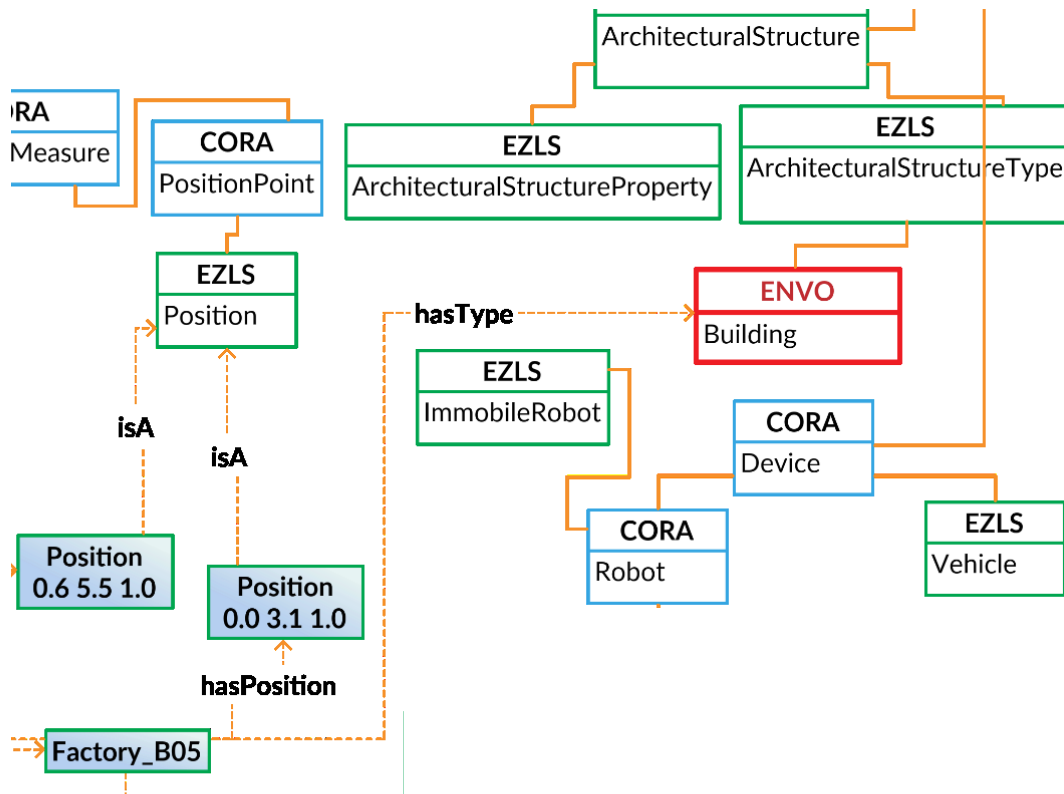 ArchitecturalStructure
RA
Measure
CORA
PositionPoint
EZLS
ArchitecturalStructureProperty
EZLS
ArchitecturalStructureType
EZLS
Position
hasType
ENVO
Building
EZLS
ImmobileRobot
isA
isA
CORA
Device
CORA
Robot
EZLS
Vehicle
Position
0.6 5.5 1.0
Position
0.0 3.1 1.0
hasPosition
Factory_B05